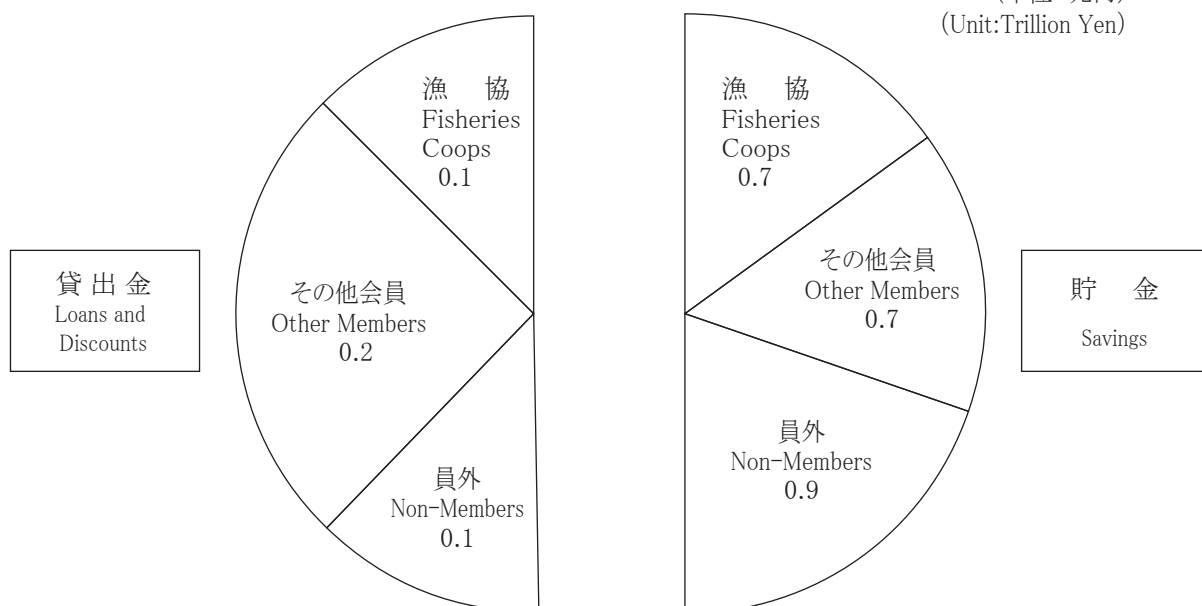 (Unit:Trillion Yen)
漁 協
Fisheries
Coops
0.1
漁 協
Fisheries
Coops
0.7
貸出金
Loans and
Discounts
その他会員
Other Members
0.2
その他会員
Other Members
0.7
貯 金
Savings
員外
Non-Members
0.1
員外
Non-Members
0.9